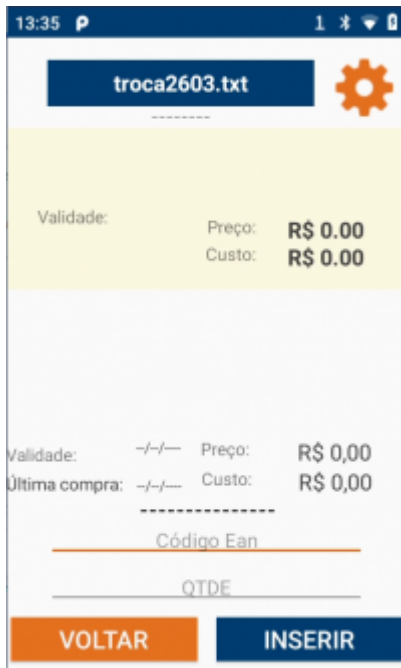 13:35 P 1
troca2603.txt
--------
Validade:
Preço: R$ 0.00
Custo: R$ 0.00
Validade: --/--/---- Preço: R$ 0,00
Última compra: --/--/---- Custo: R$ 0,00
---------------
Código Ean
QTDE
VOLTAR INSERIR